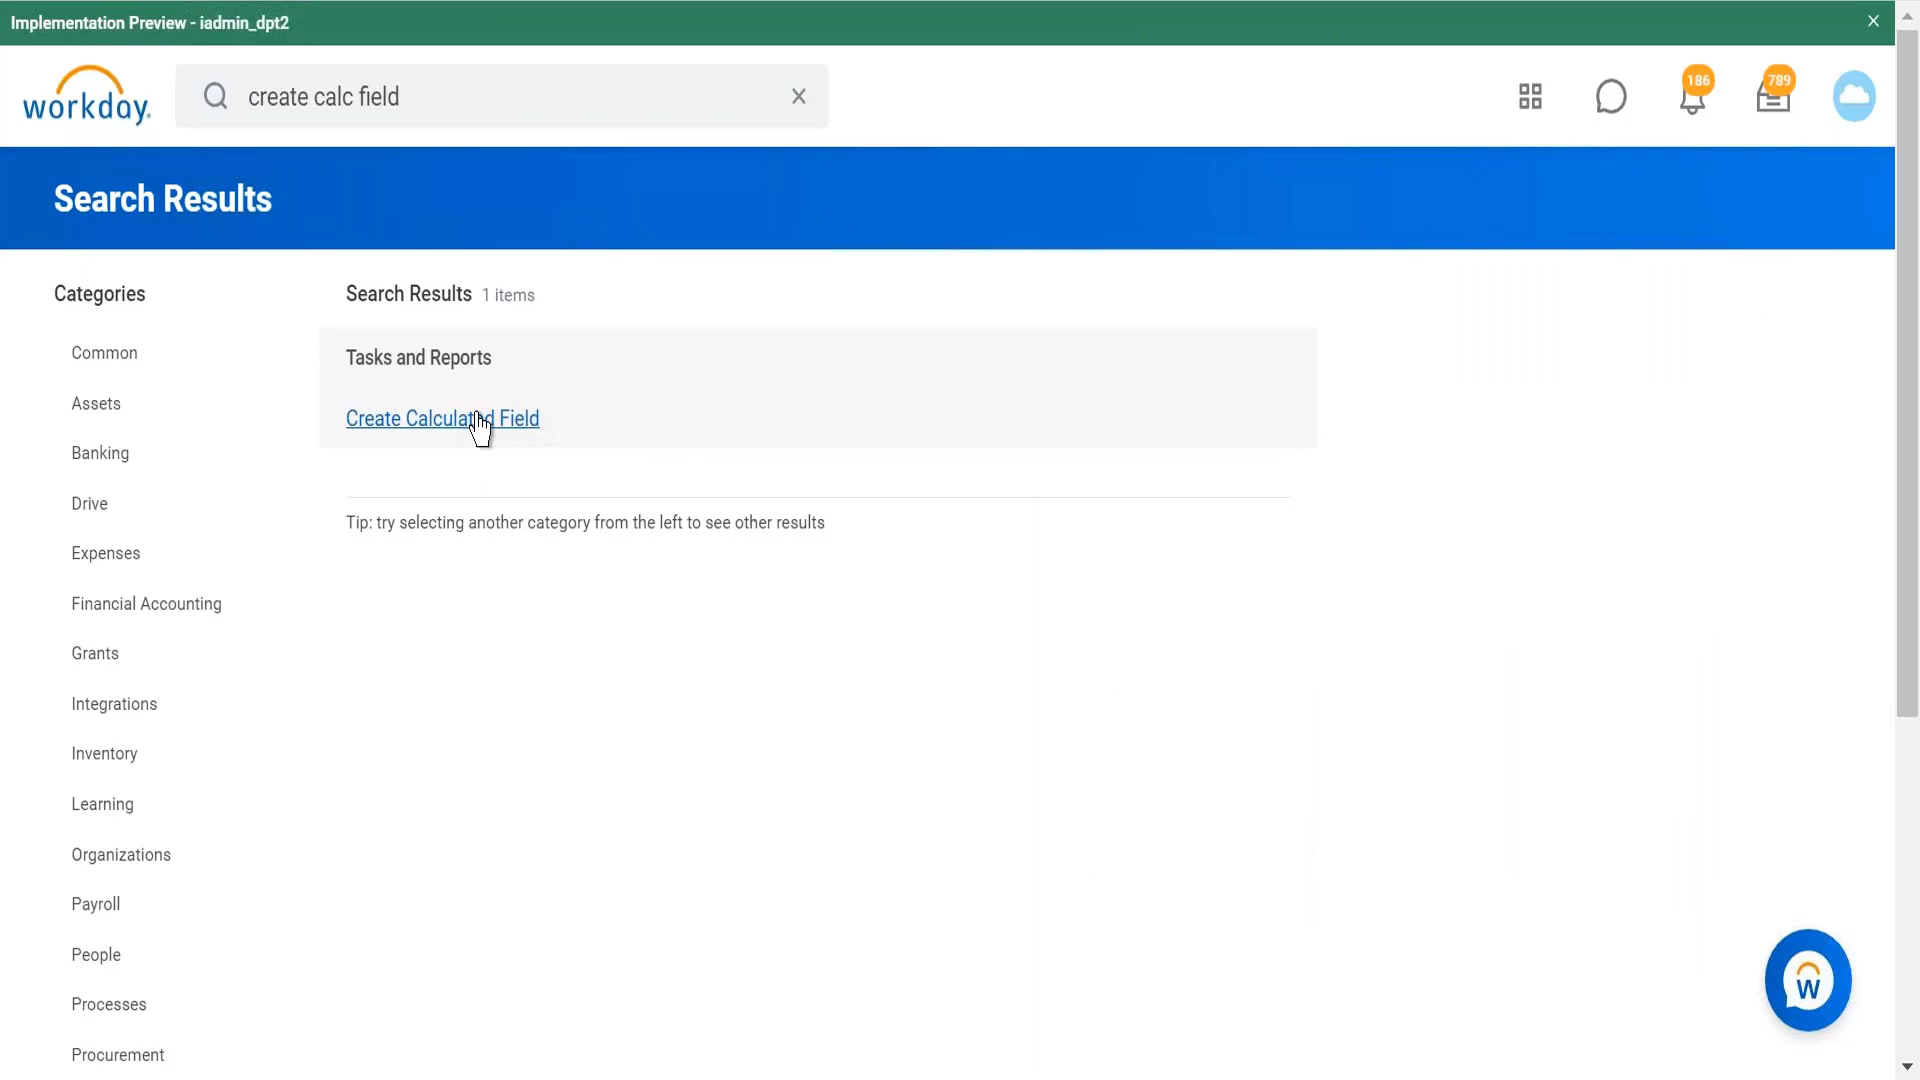 Implementation Preview - iadmin_dpt2
workday.
create calc field
186
789
Search Results
Categories
Search Results 1 items
Common
Tasks and Reports
Assets
Create Calculated Field
Banking
Drive
Tip: try selecting another category from the left to see other results
Expenses
Financial Accounting
Grants
Integrations
Inventory
Learning
Organizations
Payroll
People
W
Processes
Procurement